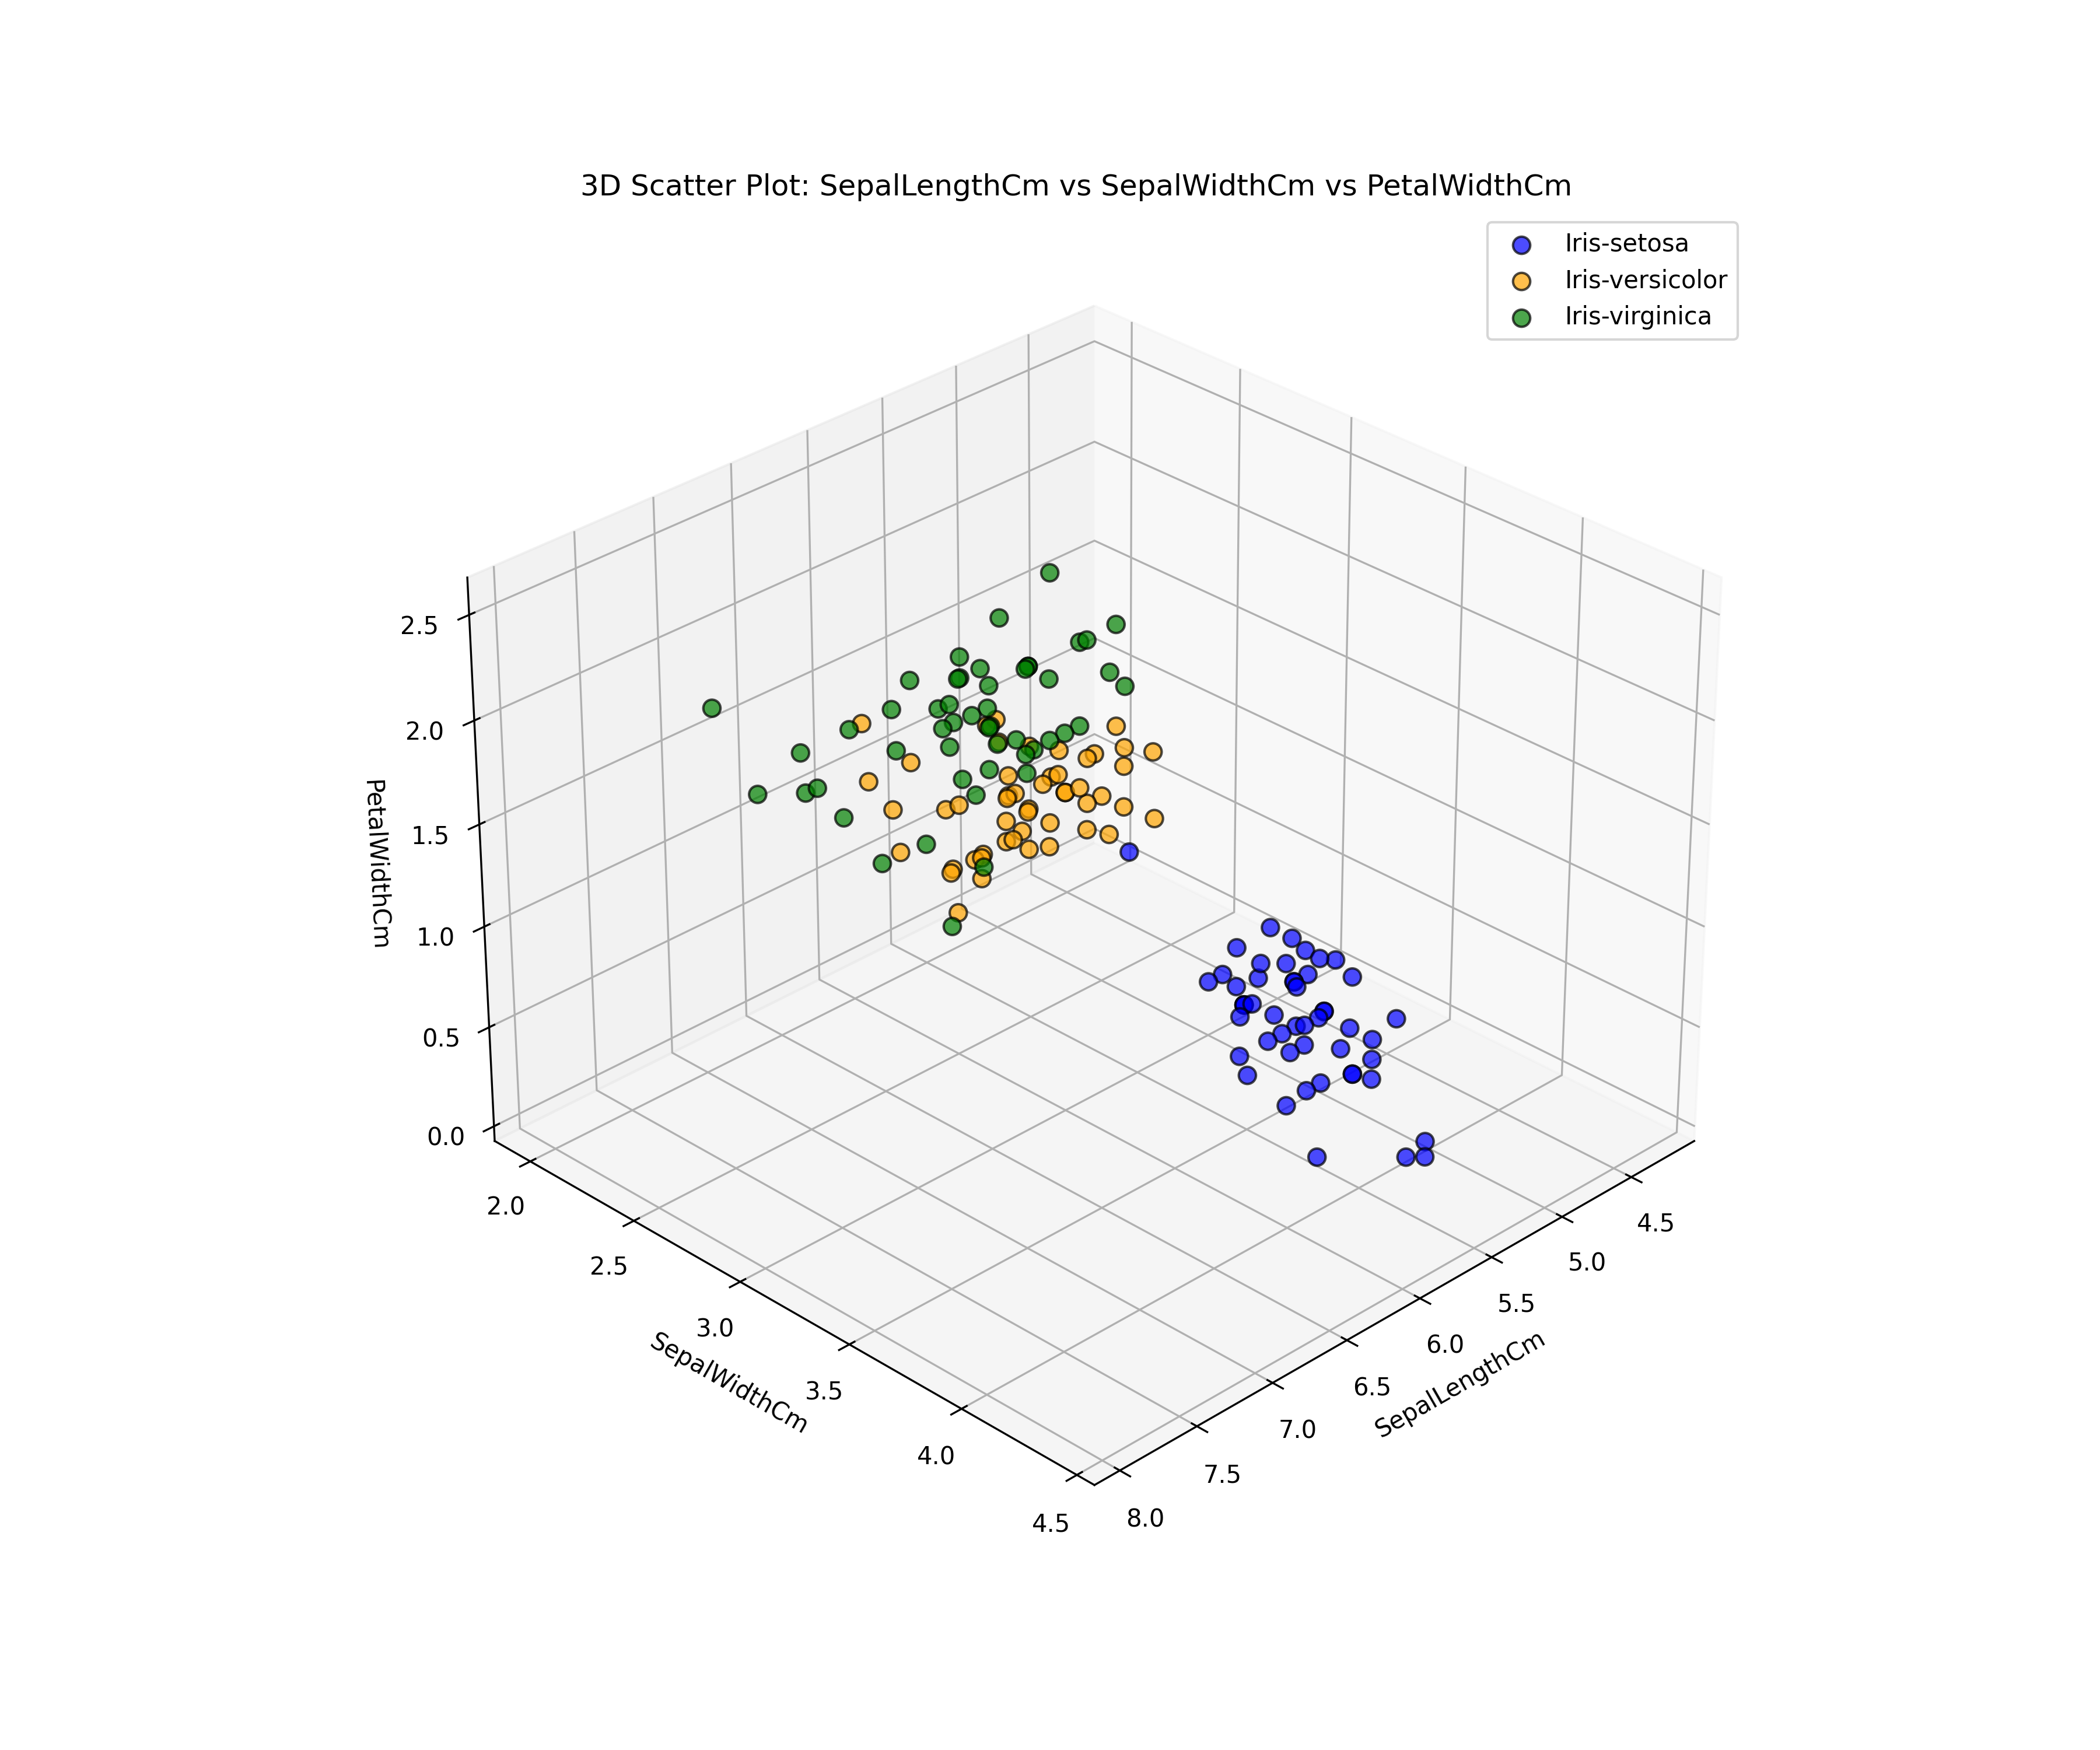 3D Scatter Plot: SepalLengthCm vs SepalWidthCm vs PetalWidthCm
Iris-setosa
Iris-versicolor
Iris-virginica
2.5
2.0
1.5
1.0
0.5
0.0
PetalWidthCm
2.0
2.5
3.0
3.5
4.0
4.5
SepalWidthCm
4.5
5.0
5.5
6.0
6.5
7.0
7.5
8.0
SepalLengthCm